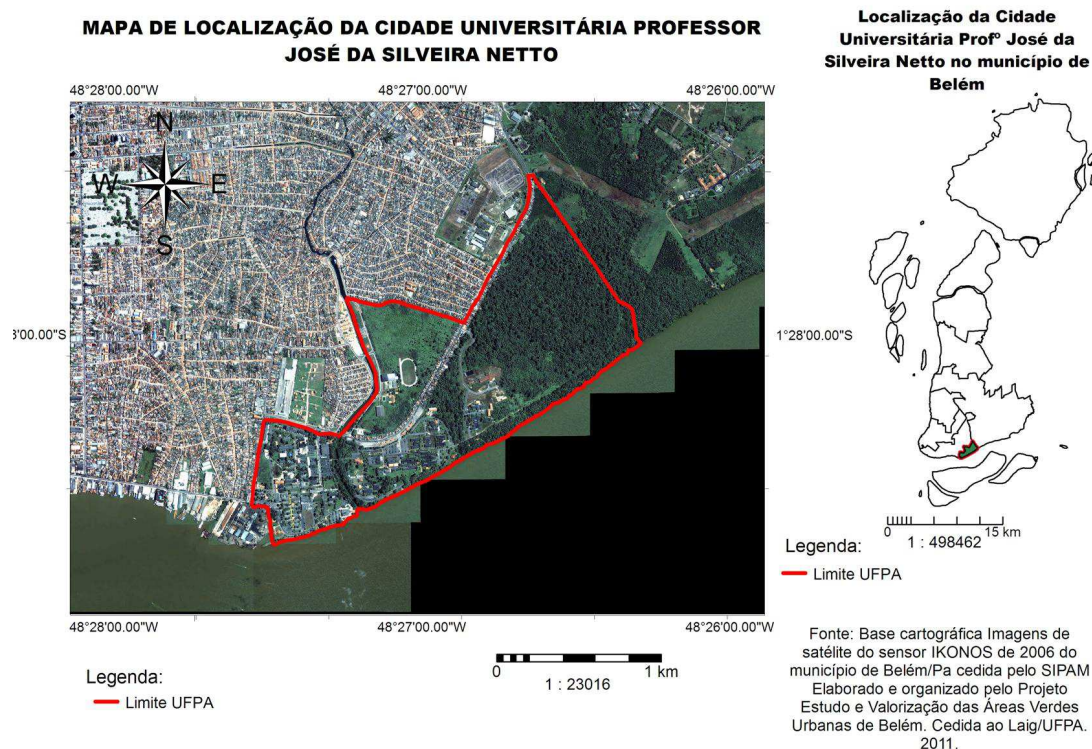 MAPA DE LOCALIZAÇÃO DA CIDADE UNIVERSITÁRIA PROFESSOR
JOSÉ DA SILVEIRA NETTO
48°28'00.00"W 48°27'00.00"W 48°26'00.00"W
N
W E
S
3'00.00"S 1°28'00.00"S
48°28'00.00"W 48°27'00.00"W 48°26'00.00"W
0 1 km
1 : 23016
Legenda:
Limite UFPA
Localização da Cidade
Universitária Profº José da
Silveira Netto no município de
Belém
0 15 km
1 : 498462
Legenda:
Limite UFPA
Fonte: Base cartográfica Imagens de
satélite do sensor IKONOS de 2006 do
município de Belém/Pa cedida pelo SIPAM
Elaborado e organizado pelo Projeto
Estudo e Valorização das Áreas Verdes
Urbanas de Belém. Cedida ao Laig/UFPA.
2011.